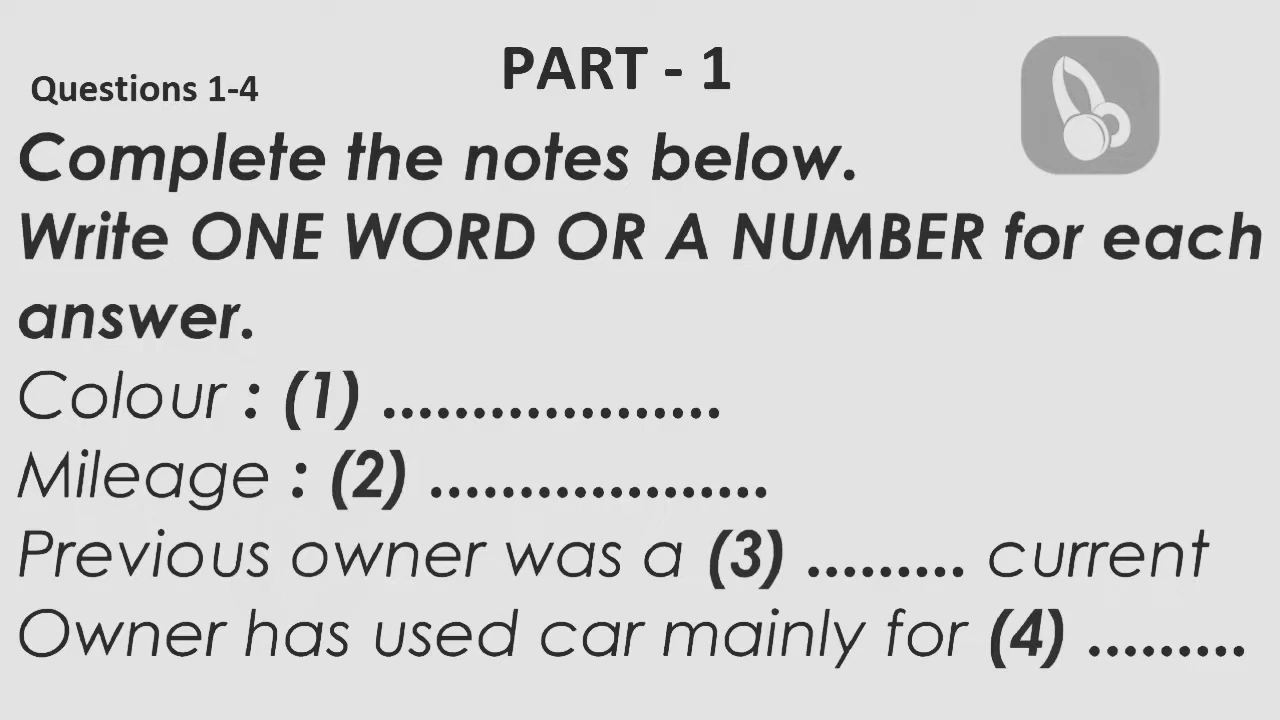 PART - 1
Questions 1-4
Complete the notes below.
Write ONE WORD OR A NUMBER for each
answer.
Colour : (1) ...................
Mileage : (2) ...................
Previous owner was a (3) ......... current
Owner has used car mainly for (4) .........